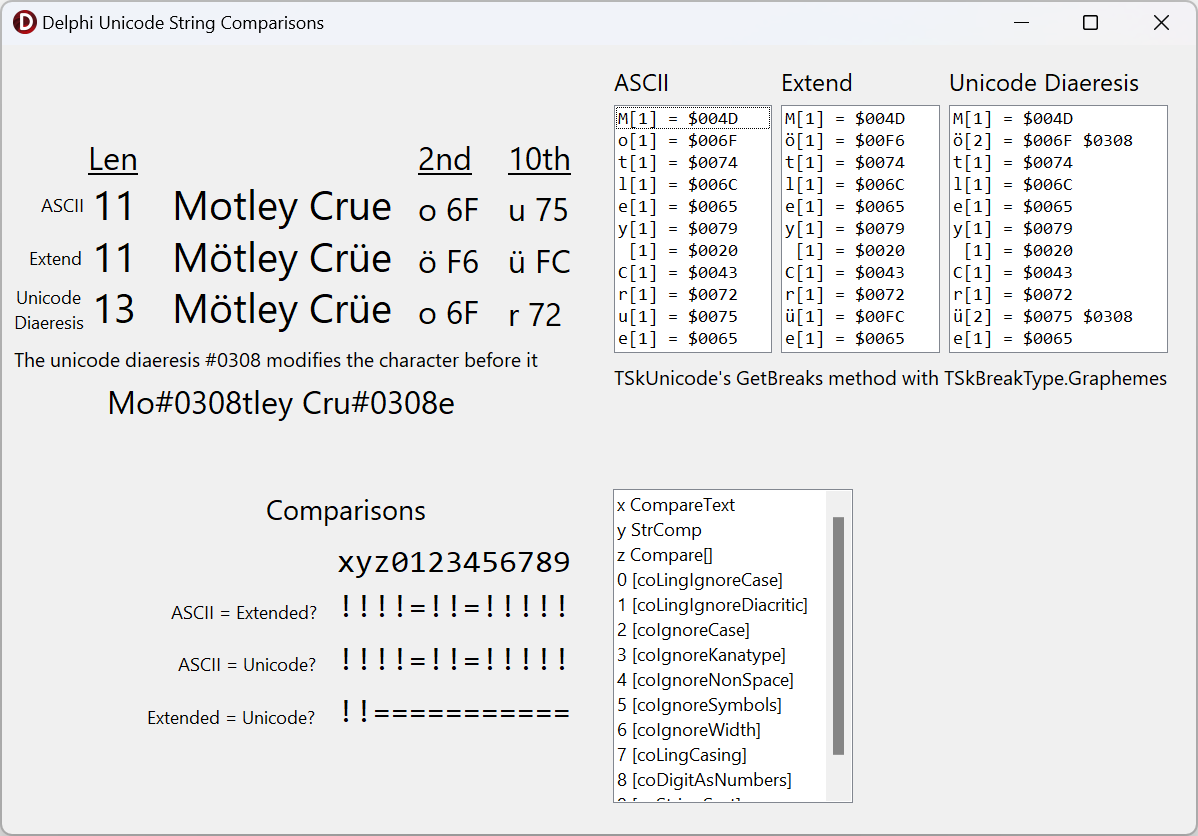 Delphi Unicode String Comparisons
Len 2nd 10th
ASCII 11 Motley Crue o 6F u 75
Extend 11 Mötley Crüe ö F6 ü FC
Unicode Diaeresis 13 Mötley Crüe o 6F r 72
The unicode diaeresis #0308 modifies the character before it
Mo#0308tley Cru#0308e
ASCII
M[1] = $004D
o[1] = $006F
t[1] = $0074
l[1] = $006C
e[1] = $0065
y[1] = $0079
 [1] = $0020
C[1] = $0043
r[1] = $0072
u[1] = $0075
e[1] = $0065
Extend
M[1] = $004D
ö[1] = $00F6
t[1] = $0074
l[1] = $006C
e[1] = $0065
y[1] = $0079
 [1] = $0020
C[1] = $0043
r[1] = $0072
ü[1] = $00FC
e[1] = $0065
Unicode Diaeresis
M[1] = $004D
ö[2] = $006F $0308
t[1] = $0074
l[1] = $006C
e[1] = $0065
y[1] = $0079
 [1] = $0020
C[1] = $0043
r[1] = $0072
ü[2] = $0075 $0308
e[1] = $0065
TSkUnicode's GetBreaks method with TSkBreakType.Graphemes
Comparisons
xyz0123456789
ASCII = Extended? !!!!=!!=!!!!!
ASCII = Unicode? !!!!=!!=!!!!!
Extended = Unicode? !!===========
x CompareText
y StrComp
z Compare[]
0 [coLingIgnoreCase]
1 [coLingIgnoreDiacritic]
2 [coIgnoreCase]
3 [coIgnoreKanatype]
4 [coIgnoreNonSpace]
5 [coIgnoreSymbols]
6 [coIgnoreWidth]
7 [coLingCasing]
8 [coDigitAsNumbers]